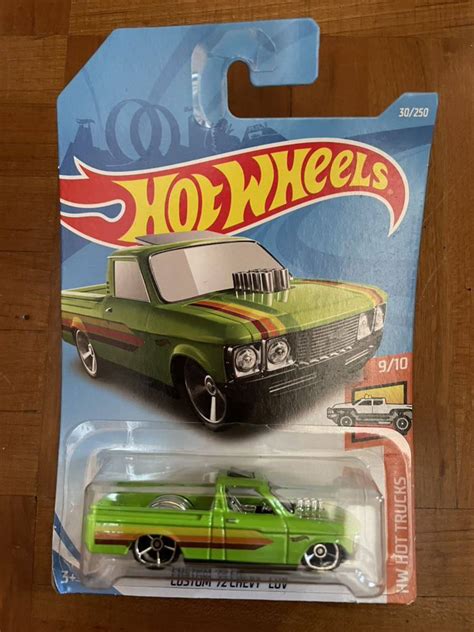 30/250
HOT WHEELS
9/10
HW HOT TRUCKS
3+
CUSTOM '72 CHEVY LUV